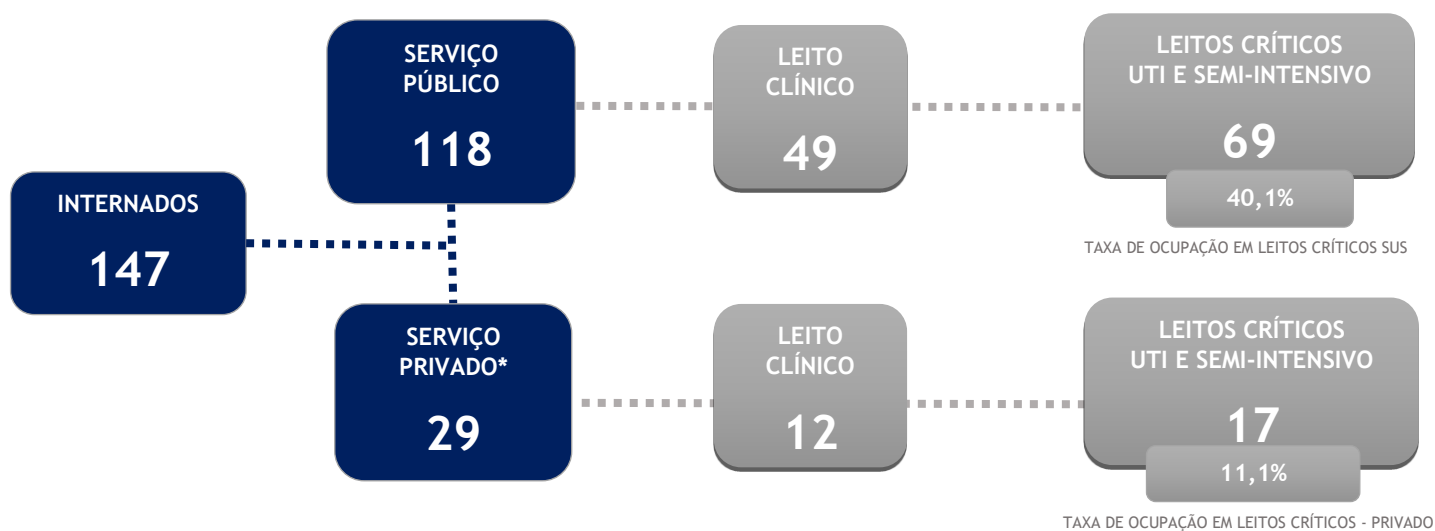 INTERNADOS
147
SERVIÇO
PÚBLICO
118
LEITO
CLÍNICO
49
LEITOS CRÍTICOS
UTI E SEMI-INTENSIVO
69
40,1%
TAXA DE OCUPAÇÃO EM LEITOS CRÍTICOS SUS
SERVIÇO
PRIVADO*
29
LEITO
CLÍNICO
12
LEITOS CRÍTICOS
UTI E SEMI-INTENSIVO
17
11,1%
TAXA DE OCUPAÇÃO EM LEITOS CRÍTICOS - PRIVADO